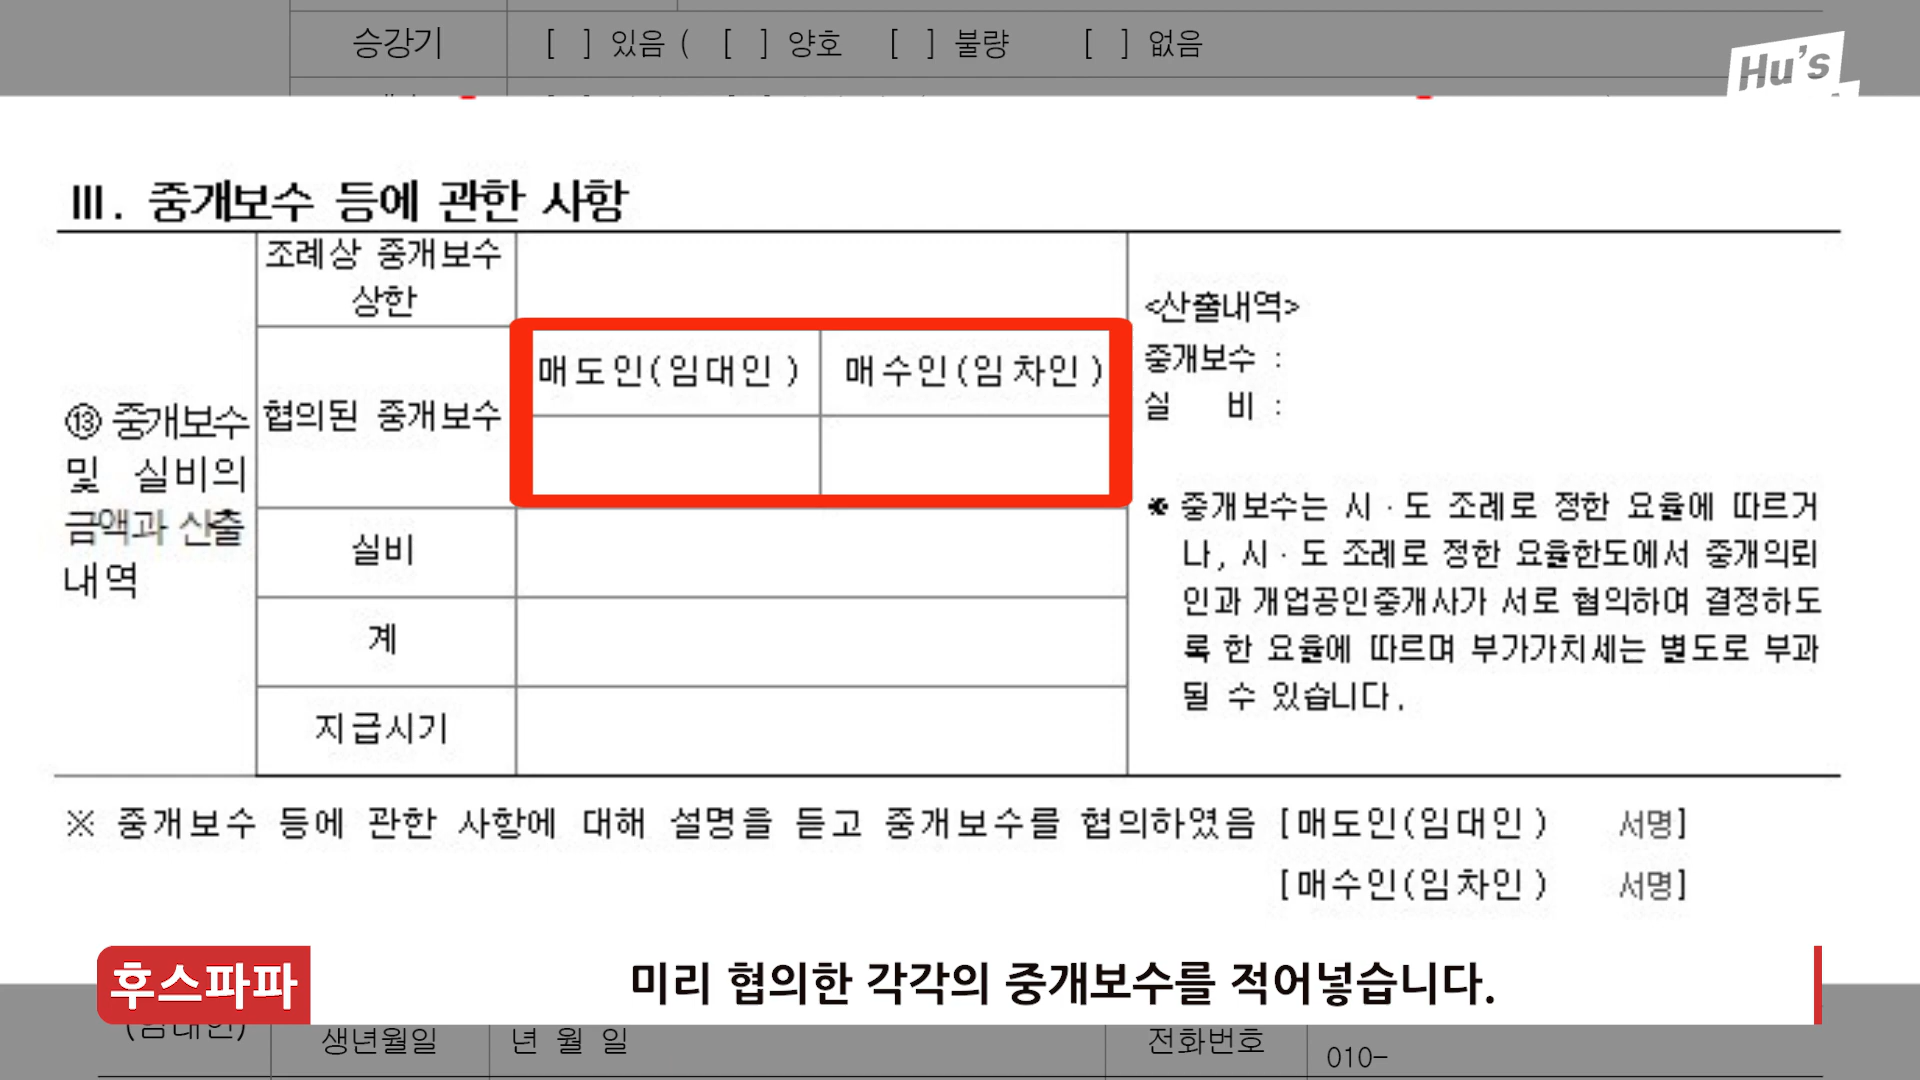 승강기 [ ] 있음 ( [ ] 양호 [ ] 불량 [ ] 없음
Hu's
Ⅲ. 중개보수 등에 관한 사항
⑬ 중개보수
및 실비의
금액과 산출
내역
조례상 중개보수
상한
협의된 중개보수
매도인(임대인) 매수인(임차인)
실비
계
지급시기
<산출내역>
중개보수 :
실 비 :
※ 중개보수는 시·도 조례로 정한 요율에 따르거
나, 시·도 조례로 정한 요율한도에서 중개의뢰
인과 개업공인중개사가 서로 협의하여 결정하도
록 한 요율에 따르며 부가가치세는 별도로 부과
될 수 있습니다.
※ 중개보수 등에 관한 사항에 대해 설명을 듣고 중개보수를 협의하였음 [매도인(임대인) 서명]
[매수인(임차인) 서명]
후스파파 미리 협의한 각각의 중개보수를 적어넣습니다.
(임대인) 생년월일 년 월 일 전화번호 010-